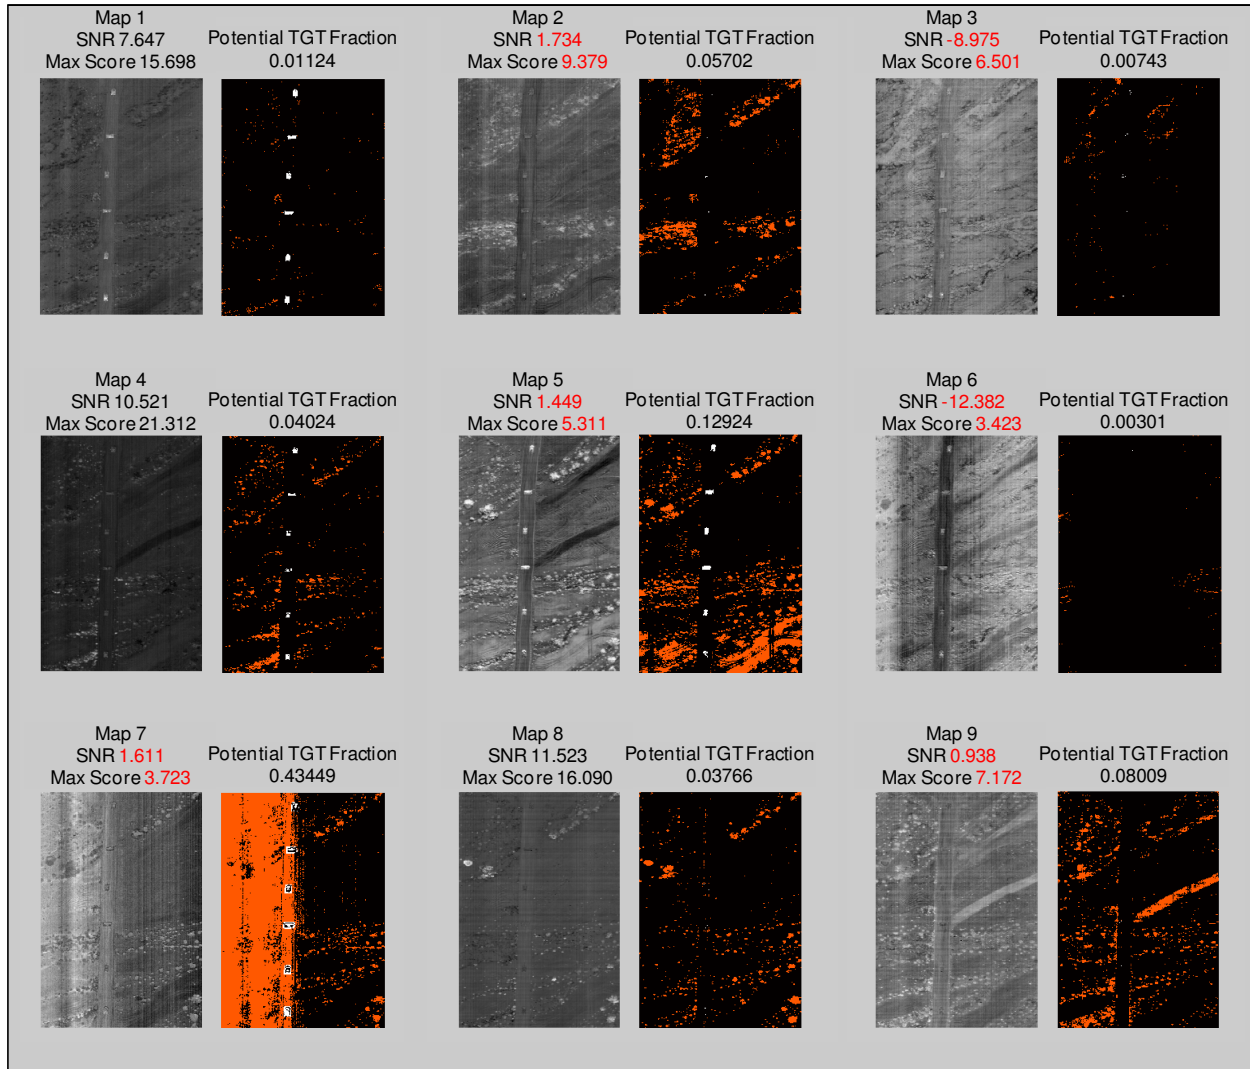 Map 1
SNR 7.647
Max Score 15.698
Potential TGT Fraction
0.01124
Map 2
SNR 1.734
Max Score 9.379
Potential TGT Fraction
0.05702
Map 3
SNR -8.975
Max Score 6.501
Potential TGT Fraction
0.00743
Map 4
SNR 10.521
Max Score 21.312
Potential TGT Fraction
0.04024
Map 5
SNR 1.449
Max Score 5.311
Potential TGT Fraction
0.12924
Map 6
SNR -12.382
Max Score 3.423
Potential TGT Fraction
0.00301
Map 7
SNR 1.611
Max Score 3.723
Potential TGT Fraction
0.43449
Map 8
SNR 11.523
Max Score 16.090
Potential TGT Fraction
0.03766
Map 9
SNR 0.938
Max Score 7.172
Potential TGT Fraction
0.08009